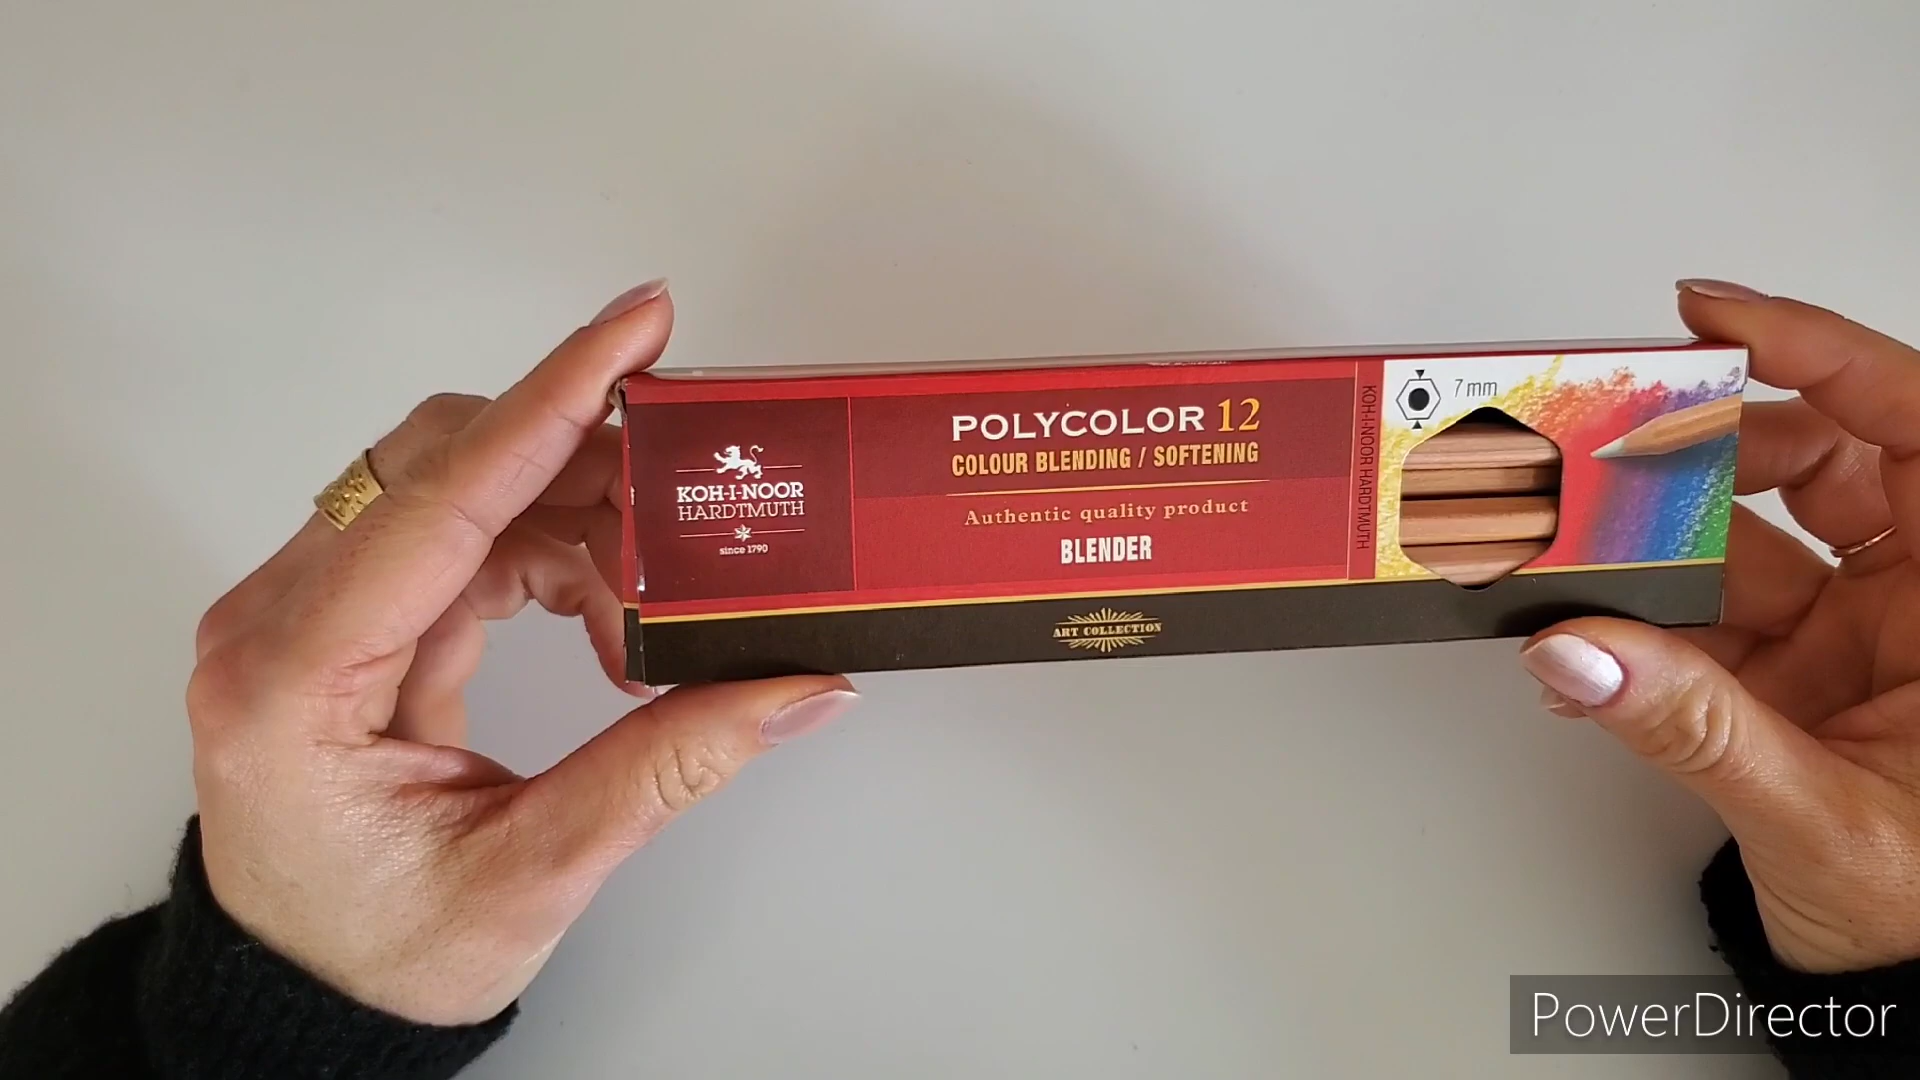 POLYCOLOR 12
COLOUR BLENDING / SOFTENING
Authentic quality product
BLENDER
KOH-I-NOOR
HARDTMUTH
since 1790
KOH-I-NOOR HARDTMUTH
7 mm
ART COLLECTION
PowerDirector